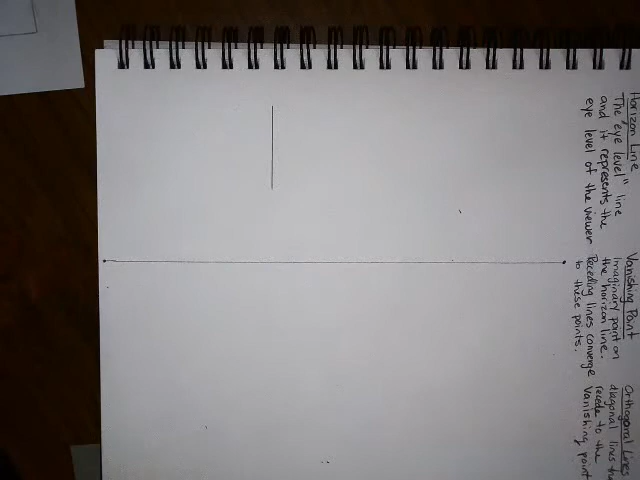 Horizon Line
The "eye level" line
and it represents the
eye level of the viewer
Vanishing Point
Imaginary point on
the horizon line.
Receding lines converge
to these points.
Orthogonal Lines
diagonal lines
recede to the
vanishing point